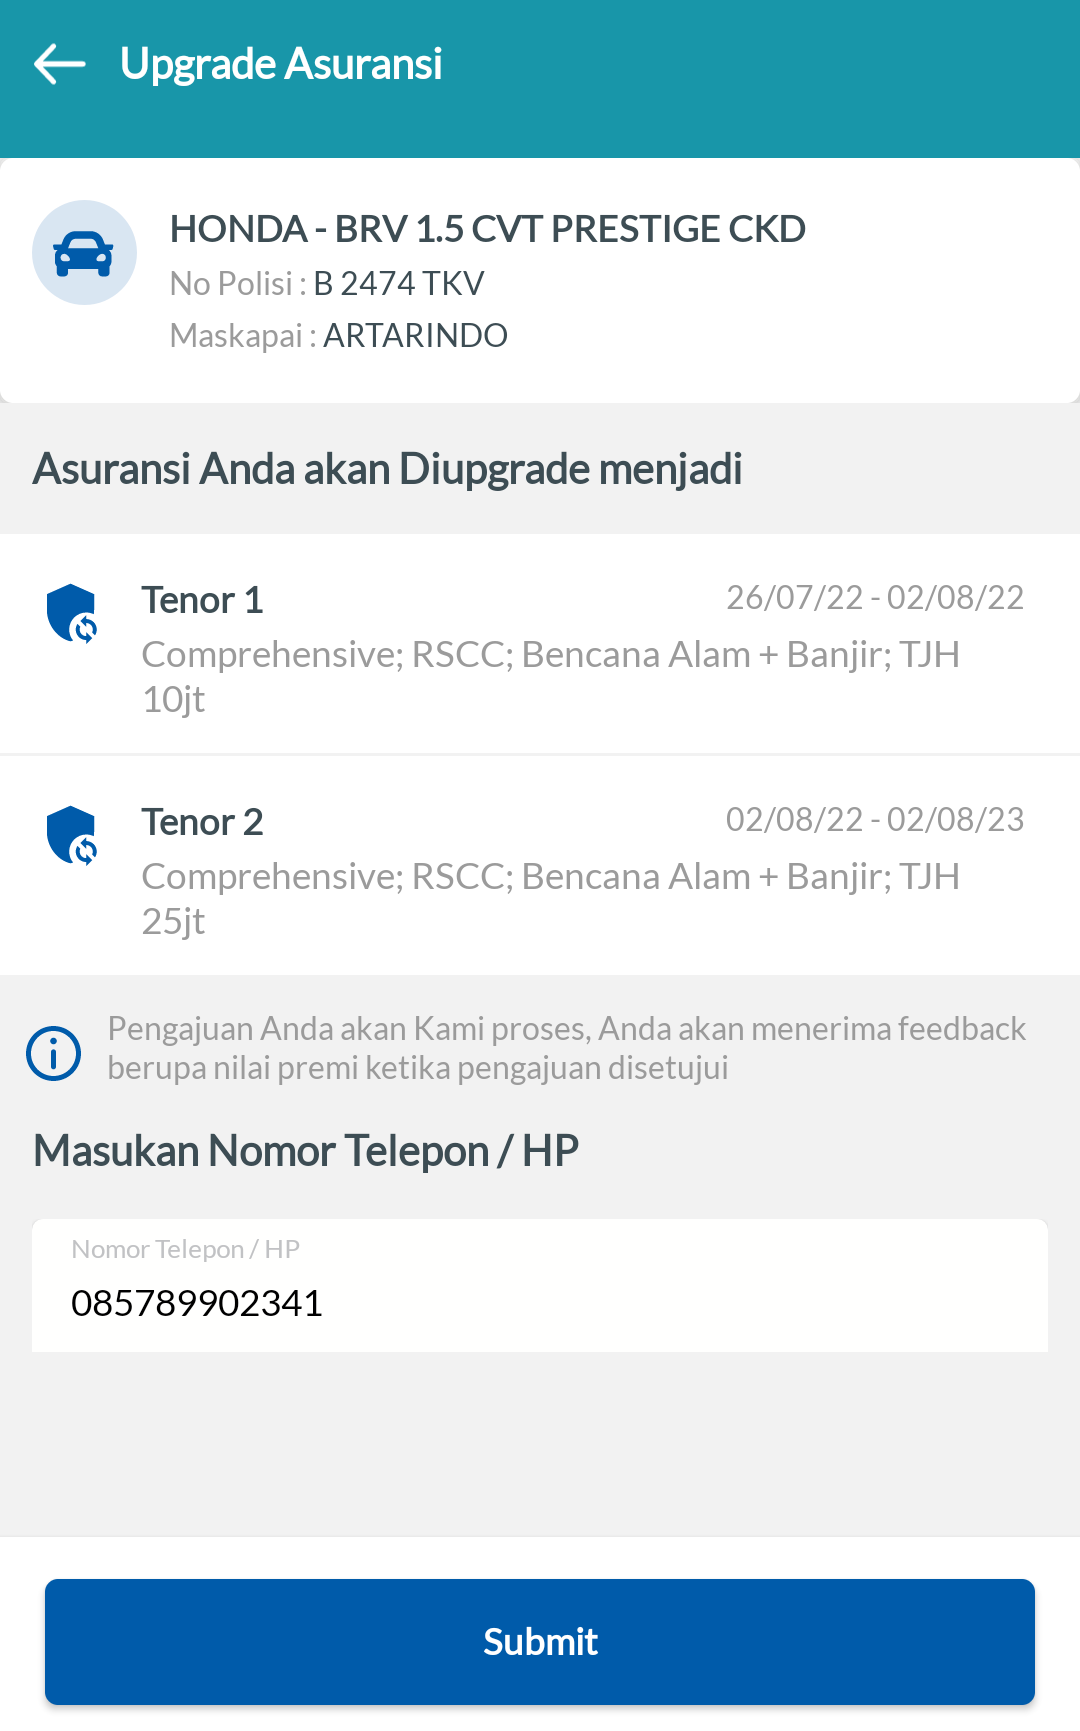 Upgrade Asuransi
HONDA - BRV 1.5 CVT PRESTIGE CKD
No Polisi : B 2474 TKV
Maskapai : ARTARINDO
Asuransi Anda akan Diupgrade menjadi
Tenor 1 26/07/22 - 02/08/22
Comprehensive; RSCC; Bencana Alam + Banjir; TJH
10jt
Tenor 2 02/08/22 - 02/08/23
Comprehensive; RSCC; Bencana Alam + Banjir; TJH
25jt
Pengajuan Anda akan Kami proses, Anda akan menerima feedback
berupa nilai premi ketika pengajuan disetujui
Masukan Nomor Telepon / HP
Nomor Telepon / HP
085789902341
Submit